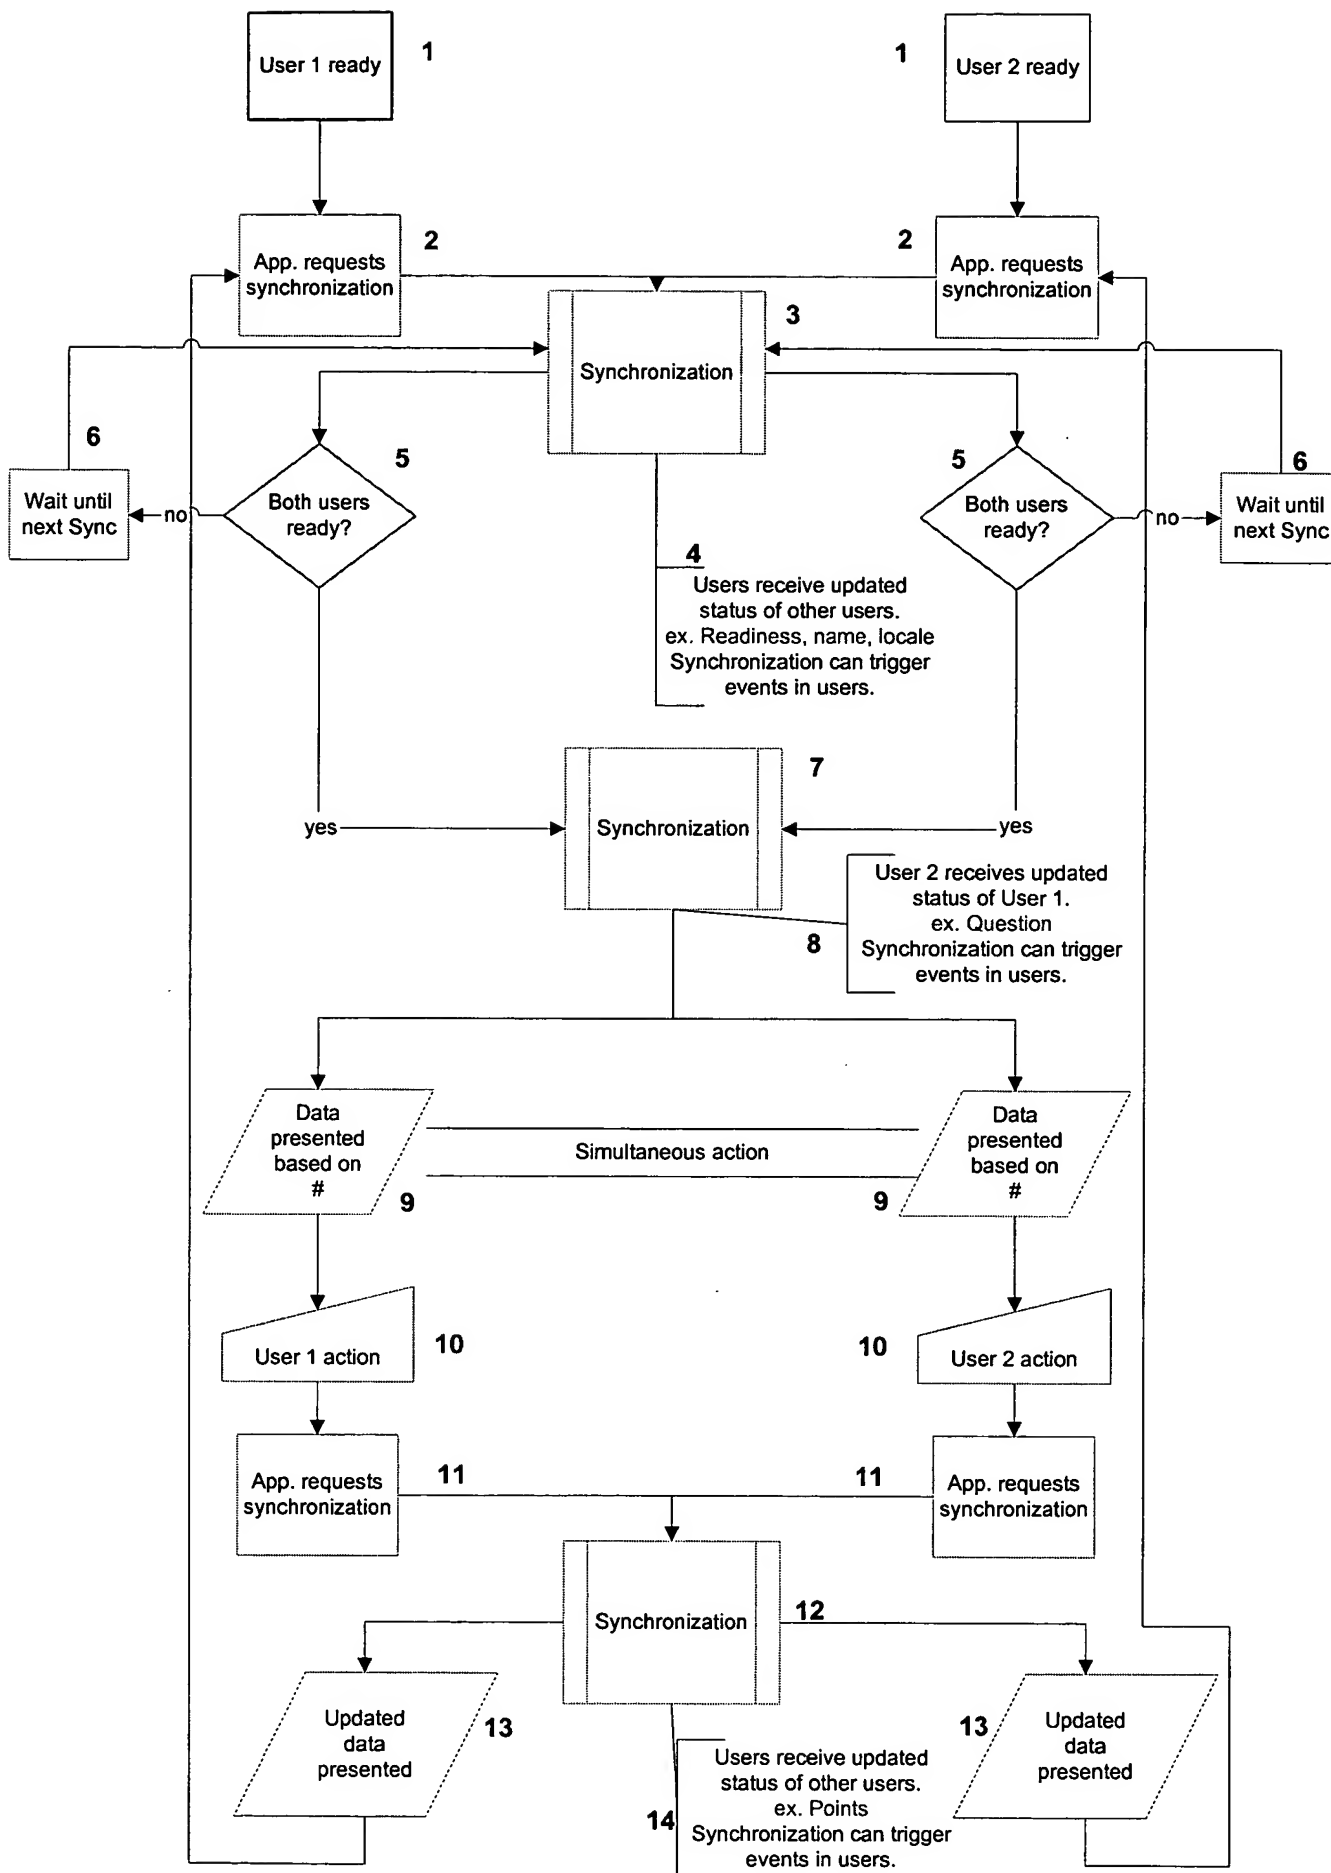 User 1 ready
1
1
User 2 ready
App. requests
synchronization
2
2
App. requests
synchronization
3
Synchronization
6
Wait until
next Sync
no
5
Both users
ready?
5
Both users
ready?
no
6
Wait until
next Sync
4
Users receive updated
status of other users.
ex. Readiness, name, locale
Synchronization can trigger
events in users.
yes
7
Synchronization
yes
8
User 2 receives updated
status of User 1.
ex. Question
Synchronization can trigger
events in users.
Data
presented
based on
#
9
Simultaneous action
Data
presented
based on
#
9
User 1 action
10
10
User 2 action
App. requests
synchronization
11
11
App. requests
synchronization
Synchronization
12
Updated
data
presented
13
13
Updated
data
presented
14
Users receive updated
status of other users.
ex. Points
Synchronization can trigger
events in users.